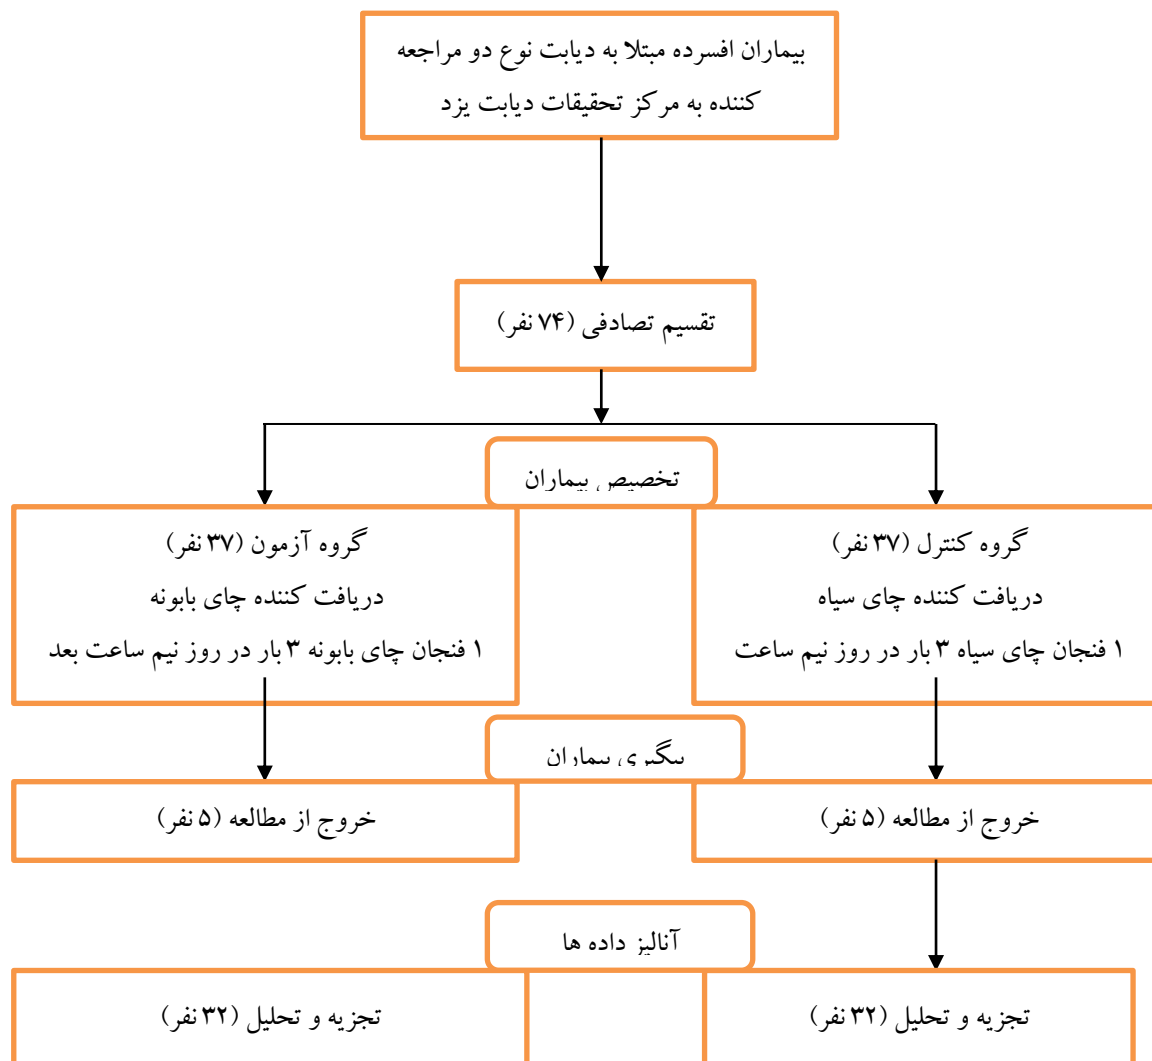 بیماران افسرده مبتلا به دیابت نوع دو مراجعه
کننده به مرکز تحقیقات دیابت یزد
تقسیم تصادفی (۷۴ نفر)
تخصیص بیماران
گروه کنترل (۳۷ نفر)
دریافت کننده چای سیاه
۱ فنجان چای سیاه ۳ بار در روز نیم ساعت
گروه آزمون (۳۷ نفر)
دریافت کننده چای بابونه
۱ فنجان چای بابونه ۳ بار در روز نیم ساعت بعد
پیگیری بیماران
خروج از مطالعه (۵ نفر)
خروج از مطالعه (۵ نفر)
آنالیز داده ها
تجزیه و تحلیل (۳۲ نفر)
تجزیه و تحلیل (۳۲ نفر)